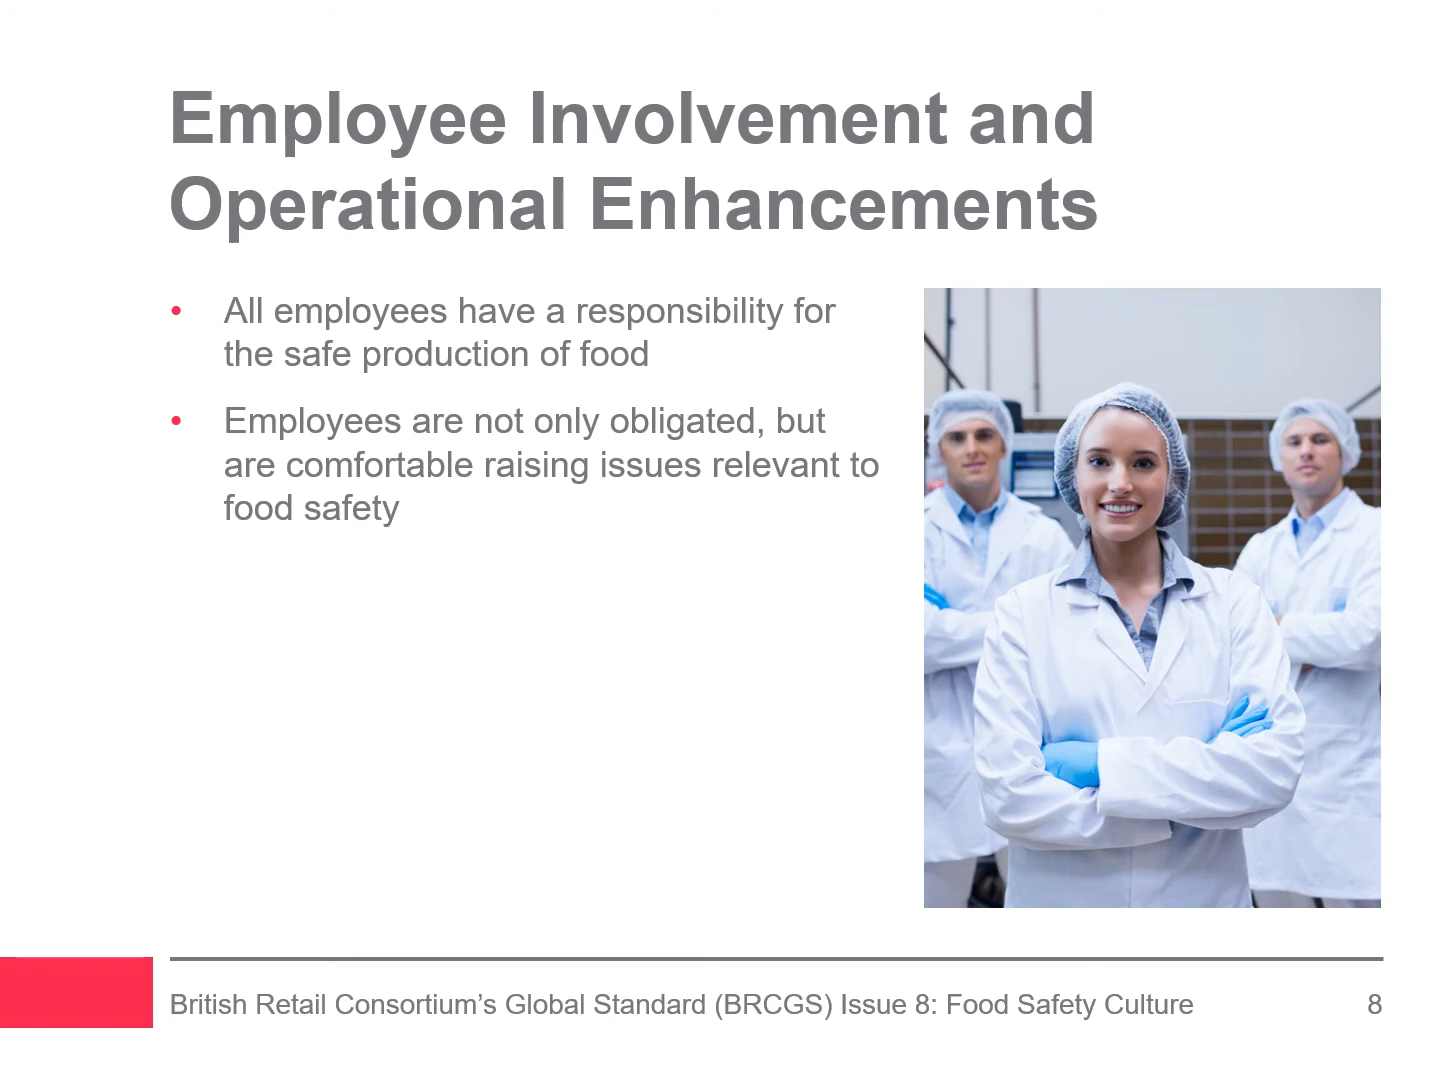 Employee Involvement and
Operational Enhancements
• All employees have a responsibility for
the safe production of food
• Employees are not only obligated, but
are comfortable raising issues relevant to
food safety
British Retail Consortium’s Global Standard (BRCGS) Issue 8: Food Safety Culture 8